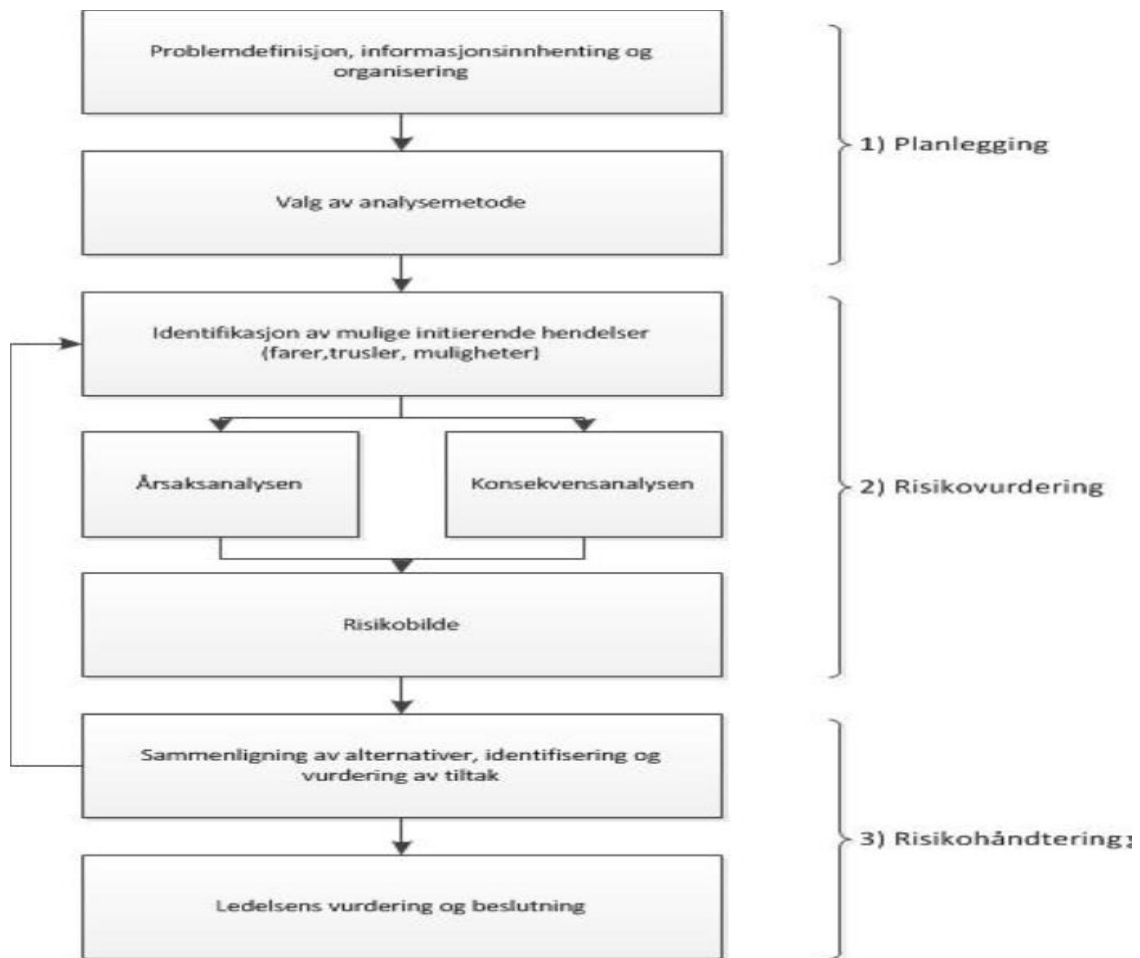 Problemdefinisjon, informasjonsinnhenting og
organisering
1) Planlegging
Valg av analysemetode
Identifikasjon av mulige initierende hendelser
(farer,trusler, muligheter)
Årsaksanalysen
Konsekvensanalysen
2) Risikovurdering
Risikobilde
Sammenligning av alternativer, identifisering og
vurdering av tiltak
3) Risikohåndtering
Ledelsens vurdering og beslutning